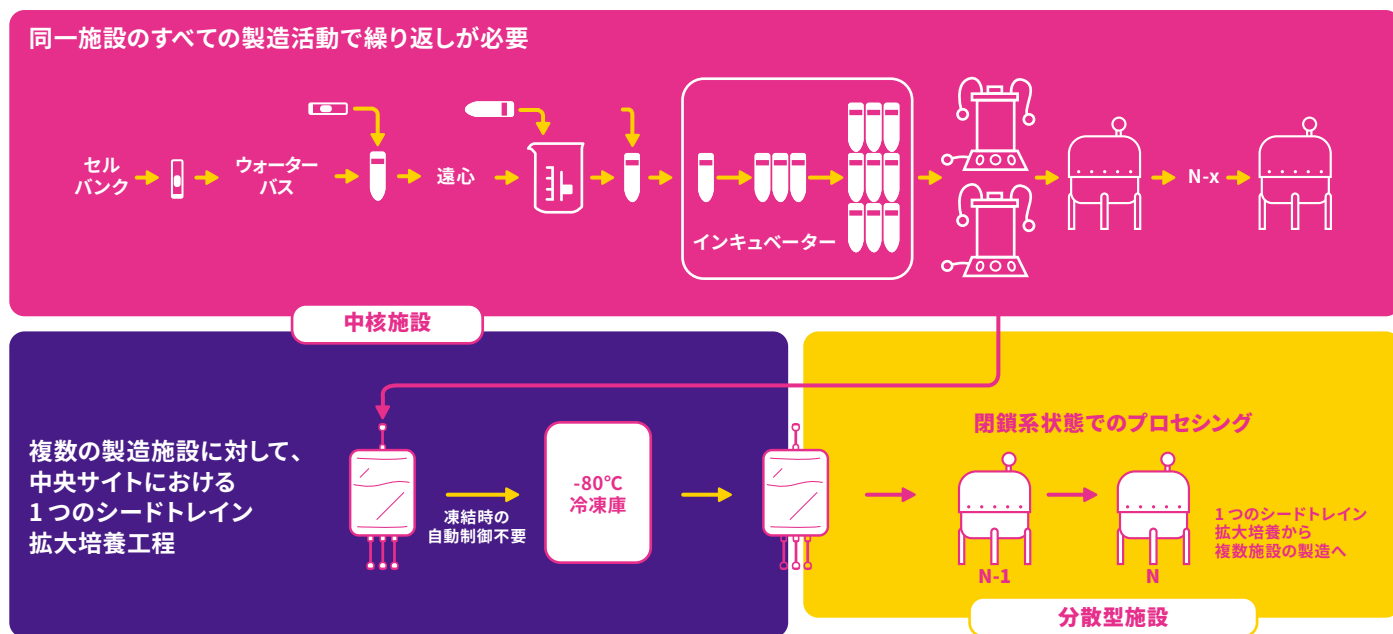 同一施設のすべての製造活動で繰り返しが必要
セル
バンク
ウォーター
バス
遠心
インキュベーター
N-x
中核施設
複数の製造施設に対して、
中央サイトにおける
1 つのシードトレイン
拡大培養工程
凍結時の
自動制御不要
-80℃
冷凍庫
閉鎖系状態でのプロセシング
N-1
N
1 つのシードトレイン
拡大培養から
複数施設の製造へ
分散型施設